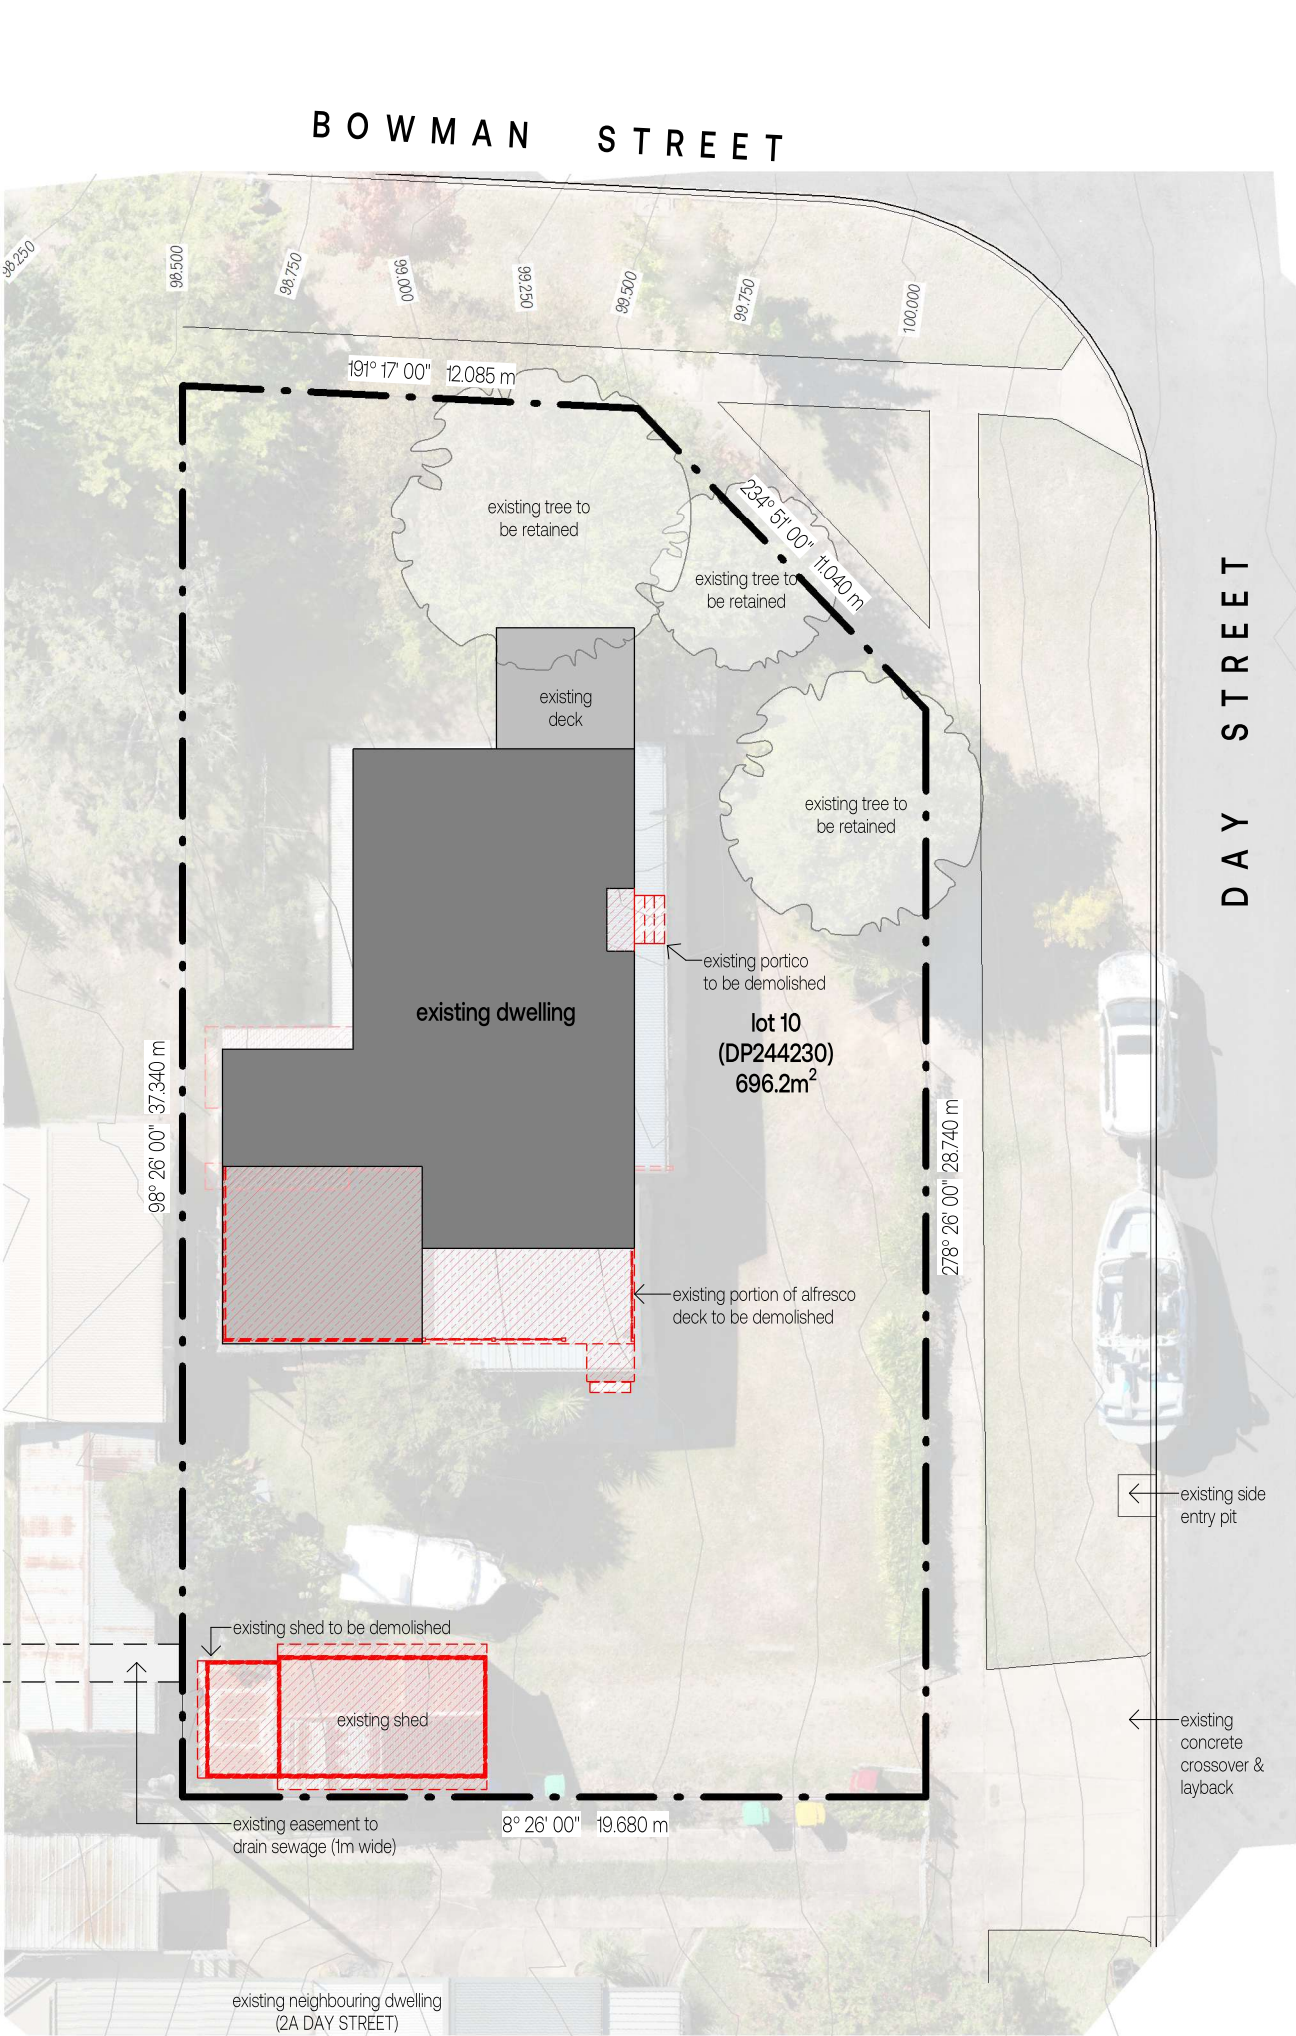 BOWMAN STREET
98.250
98.500
98.750
99.000
99.250
99.500
99.750
100.000
191° 17' 00" 12.085 m
234° 51' 00" 11.040 m
existing tree to
be retained
existing tree to
be retained
existing
deck
existing tree to
be retained
DAY STREET
existing portico
to be demolished
existing dwelling
lot 10
(DP244230)
696.2m²
98° 26' 00" 37.340 m
278° 26' 00" 28.740 m
existing portion of alfresco
deck to be demolished
existing side
entry pit
existing shed to be demolished
existing shed
existing
concrete
crossover &
layback
existing easement to
drain sewage (1m wide)
8° 26' 00" 19.680 m
existing neighbouring dwelling
(2A DAY STREET)